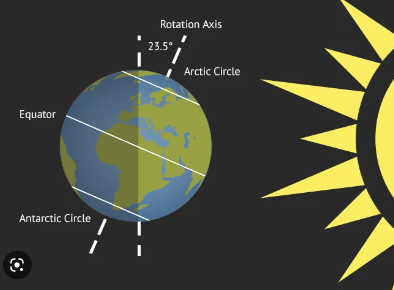 Rotation Axis
23.5°
Arctic Circle
Equator
Antarctic Circle